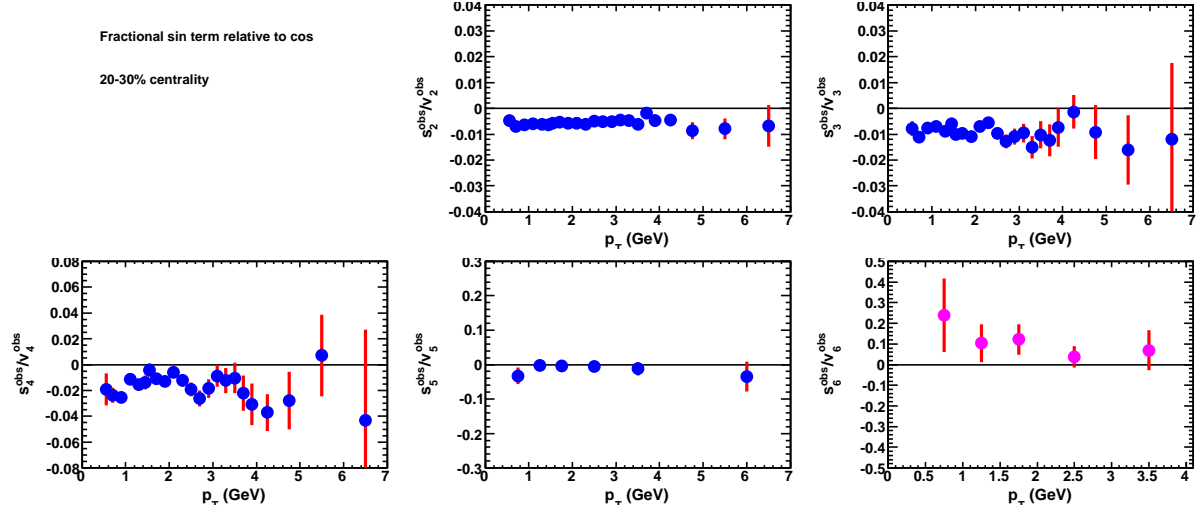 Fractional sin term relative to cos
20-30% centrality
0.04
0.03
0.02
0.01
0
-0.01
-0.02
-0.03
-0.04
s2obs/v2obs
0 1 2 3 4 5 6 7
pT (GeV)
0.04
0.03
0.02
0.01
0
-0.01
-0.02
-0.03
-0.04
s3obs/v3obs
0 1 2 3 4 5 6 7
pT (GeV)
0.08
0.06
0.04
0.02
0
-0.02
-0.04
-0.06
-0.08
s4obs/v4obs
0 1 2 3 4 5 6 7
pT (GeV)
0.3
0.2
0.1
0
-0.1
-0.2
-0.3
s5obs/v5obs
0 1 2 3 4 5 6 7
pT (GeV)
0.5
0.4
0.3
0.2
0.1
0
-0.1
-0.2
-0.3
-0.4
-0.5
s6obs/v6obs
0 0.5 1 1.5 2 2.5 3 3.5 4
pT (GeV)